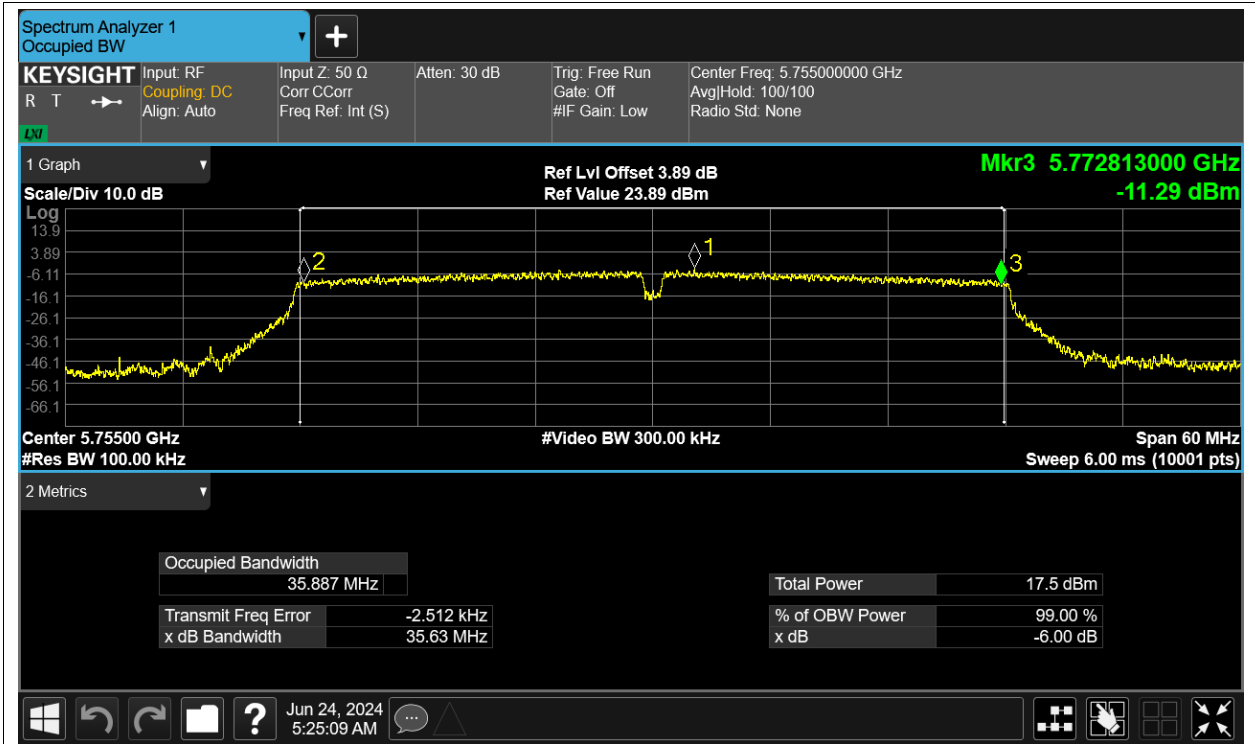 Spectrum Analyzer 1
Occupied BW
+
KEYSIGHT
R T
LXI
Input: RF
Coupling: DC
Align: Auto
Input Z: 50 Ω
Corr CCorr
Freq Ref: Int (S)
Atten: 30 dB
Trig: Free Run
Gate: Off
#IF Gain: Low
Center Freq: 5.755000000 GHz
Avg|Hold: 100/100
Radio Std: None
1 Graph
Scale/Div 10.0 dB
Ref Lvl Offset 3.89 dB
Ref Value 23.89 dBm
Mkr3 5.772813000 GHz
-11.29 dBm
Log
13.9
3.89
-6.11
-16.1
-26.1
-36.1
-46.1
-56.1
-66.1
2
1
3
Center 5.75500 GHz
#Res BW 100.00 kHz
#Video BW 300.00 kHz
Span 60 MHz
Sweep 6.00 ms (10001 pts)
2 Metrics
Occupied Bandwidth
35.887 MHz
Transmit Freq Error -2.512 kHz
x dB Bandwidth 35.63 MHz
Total Power 17.5 dBm
% of OBW Power 99.00 %
x dB -6.00 dB
?
Jun 24, 2024
5:25:09 AM